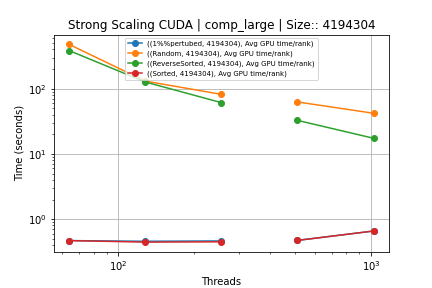 Strong Scaling CUDA | comp_large | Size:: 4194304
((1%%pertubed, 4194304), Avg GPU time/rank)
((Random, 4194304), Avg GPU time/rank)
((ReverseSorted, 4194304), Avg GPU time/rank)
((Sorted, 4194304), Avg GPU time/rank)
Time (seconds)
10²
10¹
10⁰
10²
10³
Threads